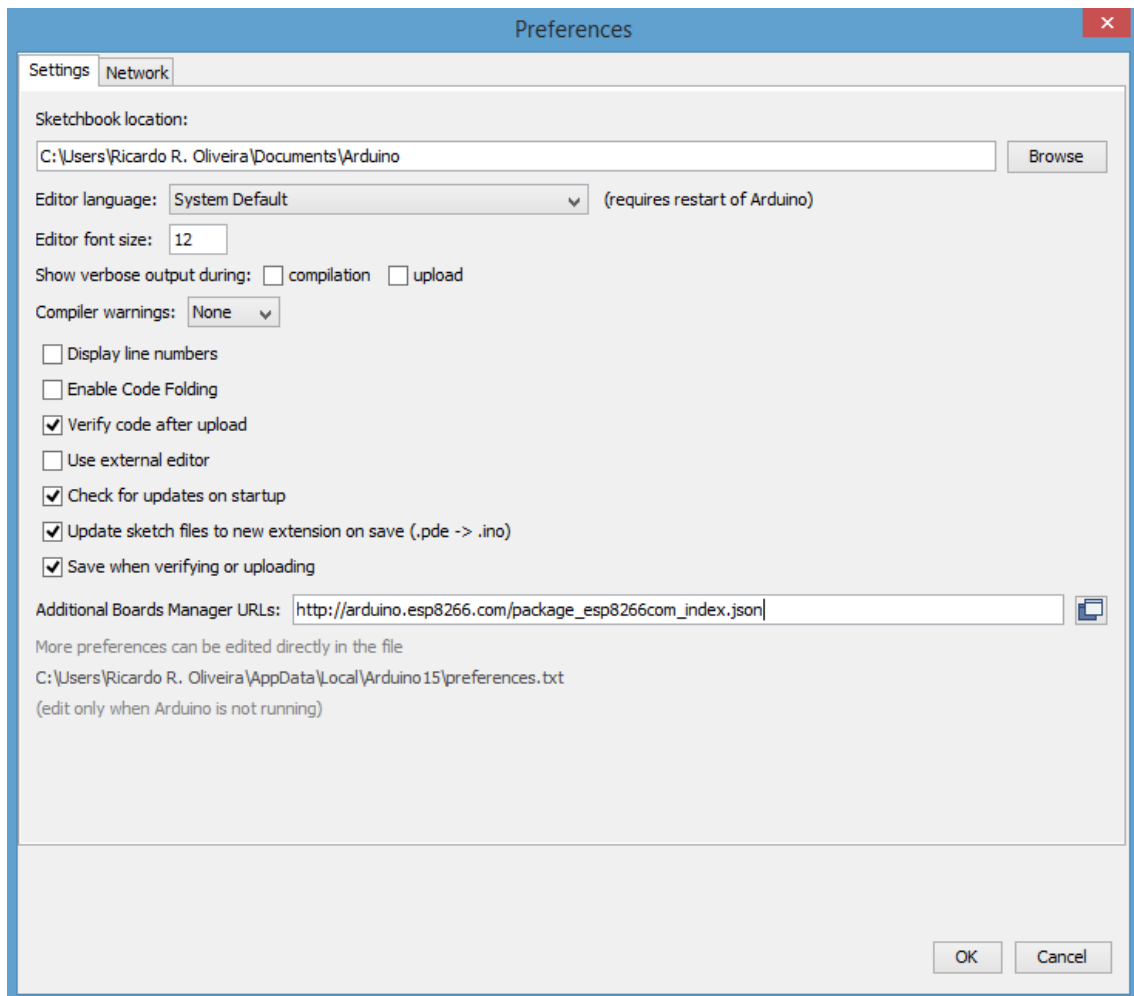 Preferences
Settings Network
Sketchbook location:
C:\Users\Ricardo R. Oliveira\Documents\Arduino Browse
Editor language: System Default (requires restart of Arduino)
Editor font size: 12
Show verbose output during: compilation upload
Compiler warnings: None
Display line numbers
Enable Code Folding
Verify code after upload
Use external editor
Check for updates on startup
Update sketch files to new extension on save (.pde -> .ino)
Save when verifying or uploading
Additional Boards Manager URLs: http://arduino.esp8266.com/package_esp8266com_index.json
More preferences can be edited directly in the file
C:\Users\Ricardo R. Oliveira\AppData\Local\Arduino15\preferences.txt
(edit only when Arduino is not running)
OK Cancel